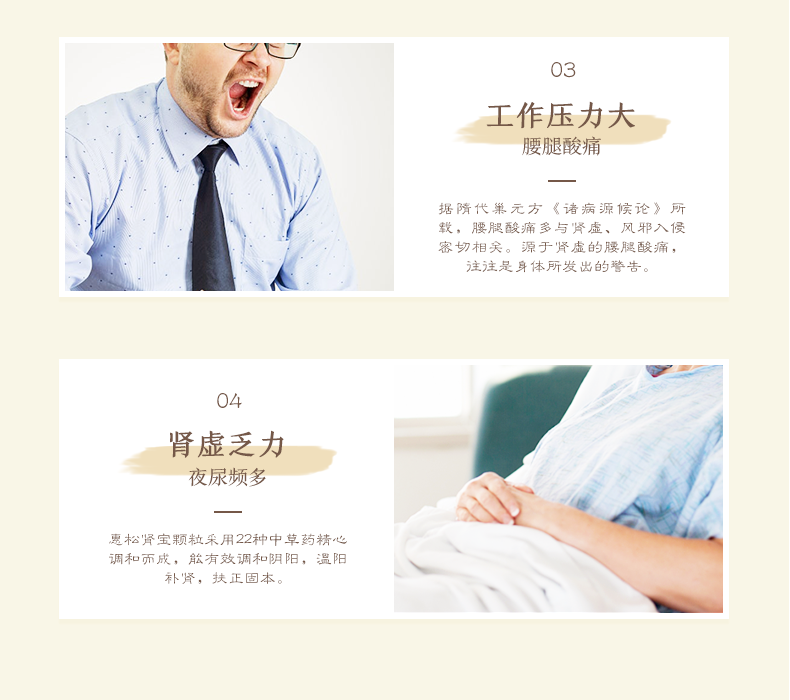 03
工作压力大
腰腿酸痛
据隋代巢元方《诸病源候论》所
载，腰腿酸痛多与肾虚、风邪入侵
密切相关。源于肾虚的腰腿酸痛，
往往是身体所发出的警告。
04
肾虚乏力
夜尿频多
愚松肾宝颗粒采用22种中草药精心
调和而成，能有效调和阴阳，温阳
补肾，扶正固本。